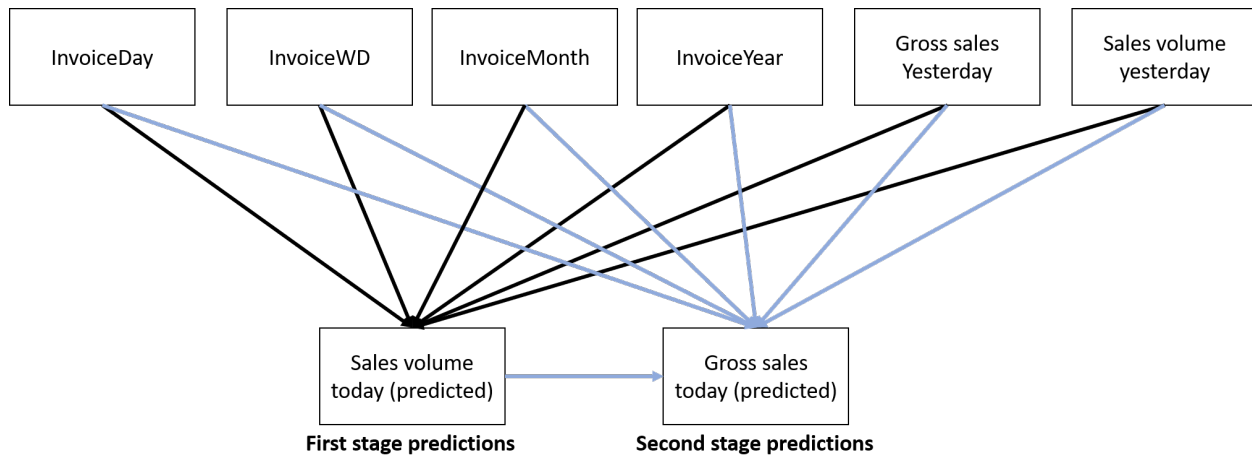 InvoiceDay
InvoiceWD
InvoiceMonth
InvoiceYear
Gross sales
Yesterday
Sales volume
yesterday
Sales volume
today (predicted)
Gross sales
today (predicted)
First stage predictions
Second stage predictions